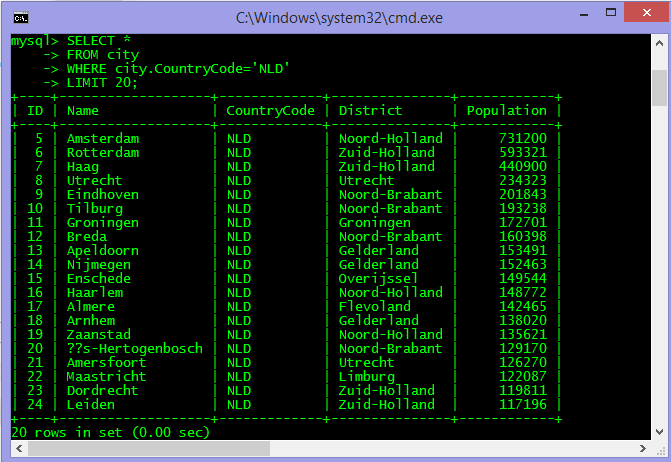 C:\Windows\system32\cmd.exe
mysql> SELECT *
    -> FROM city
    -> WHERE city.CountryCode='NLD'
    -> LIMIT 20;
+----+-------------------+-------------+---------------+------------+
| ID | Name              | CountryCode | District      | Population |
+----+-------------------+-------------+---------------+------------+
|  5 | Amsterdam         | NLD         | Noord-Holland |     731200 |
|  6 | Rotterdam         | NLD         | Zuid-Holland  |     593321 |
|  7 | Haag              | NLD         | Zuid-Holland  |     440900 |
|  8 | Utrecht           | NLD         | Utrecht       |     234323 |
|  9 | Eindhoven         | NLD         | Noord-Brabant |     201843 |
| 10 | Tilburg           | NLD         | Noord-Brabant |     193238 |
| 11 | Groningen         | NLD         | Groningen     |     172701 |
| 12 | Breda             | NLD         | Noord-Brabant |     160398 |
| 13 | Apeldoorn         | NLD         | Gelderland    |     153491 |
| 14 | Nijmegen          | NLD         | Gelderland    |     152463 |
| 15 | Enschede          | NLD         | Overijssel    |     149544 |
| 16 | Haarlem           | NLD         | Noord-Holland |     148772 |
| 17 | Almere            | NLD         | Flevoland     |     142465 |
| 18 | Arnhem            | NLD         | Gelderland    |     138020 |
| 19 | Zaanstad          | NLD         | Noord-Holland |     135621 |
| 20 | ??s-Hertogenbosch | NLD         | Noord-Brabant |     129170 |
| 21 | Amersfoort        | NLD         | Utrecht       |     126270 |
| 22 | Maastricht        | NLD         | Limburg       |     122087 |
| 23 | Dordrecht         | NLD         | Zuid-Holland  |     119811 |
| 24 | Leiden            | NLD         | Zuid-Holland  |     117196 |
+----+-------------------+-------------+---------------+------------+
20 rows in set (0.00 sec)